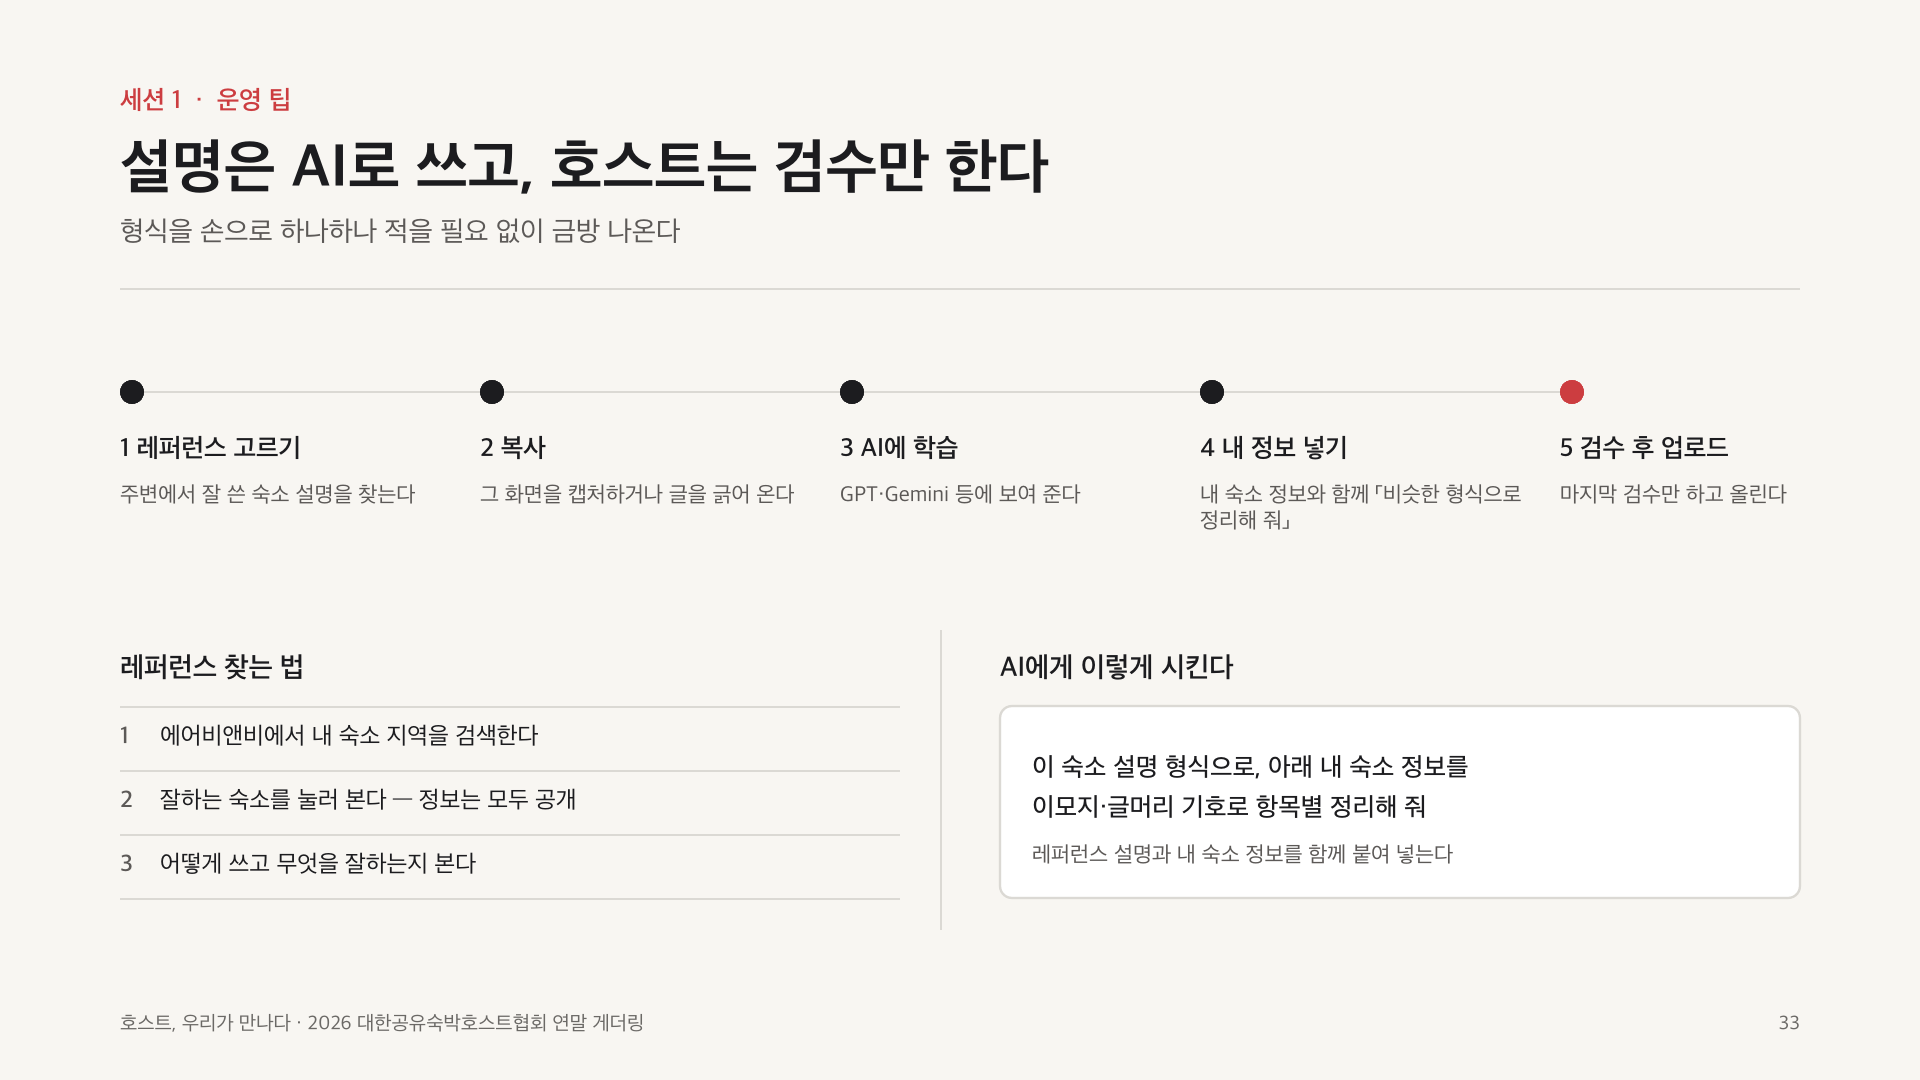 세션 1 · 운영 팁
설명은 AI로 쓰고, 호스트는 검수만 한다
형식을 손으로 하나하나 적을 필요 없이 금방 나온다
1 레퍼런스 고르기
주변에서 잘 쓴 숙소 설명을 찾는다
2 복사
그 화면을 캡처하거나 글을 긁어 온다
3 AI에 학습
GPT·Gemini 등에 보여 준다
4 내 정보 넣기
내 숙소 정보와 함께 「비슷한 형식으로
정리해 줘」
5 검수 후 업로드
마지막 검수만 하고 올린다
레퍼런스 찾는 법
1 에어비앤비에서 내 숙소 지역을 검색한다
2 잘하는 숙소를 눌러 본다 — 정보는 모두 공개
3 어떻게 쓰고 무엇을 잘하는지 본다
AI에게 이렇게 시킨다
이 숙소 설명 형식으로, 아래 내 숙소 정보를
이모지·글머리 기호로 항목별 정리해 줘
레퍼런스 설명과 내 숙소 정보를 함께 붙여 넣는다
호스트, 우리가 만나다 · 2026 대한공유숙박호스트협회 연말 게더링
33